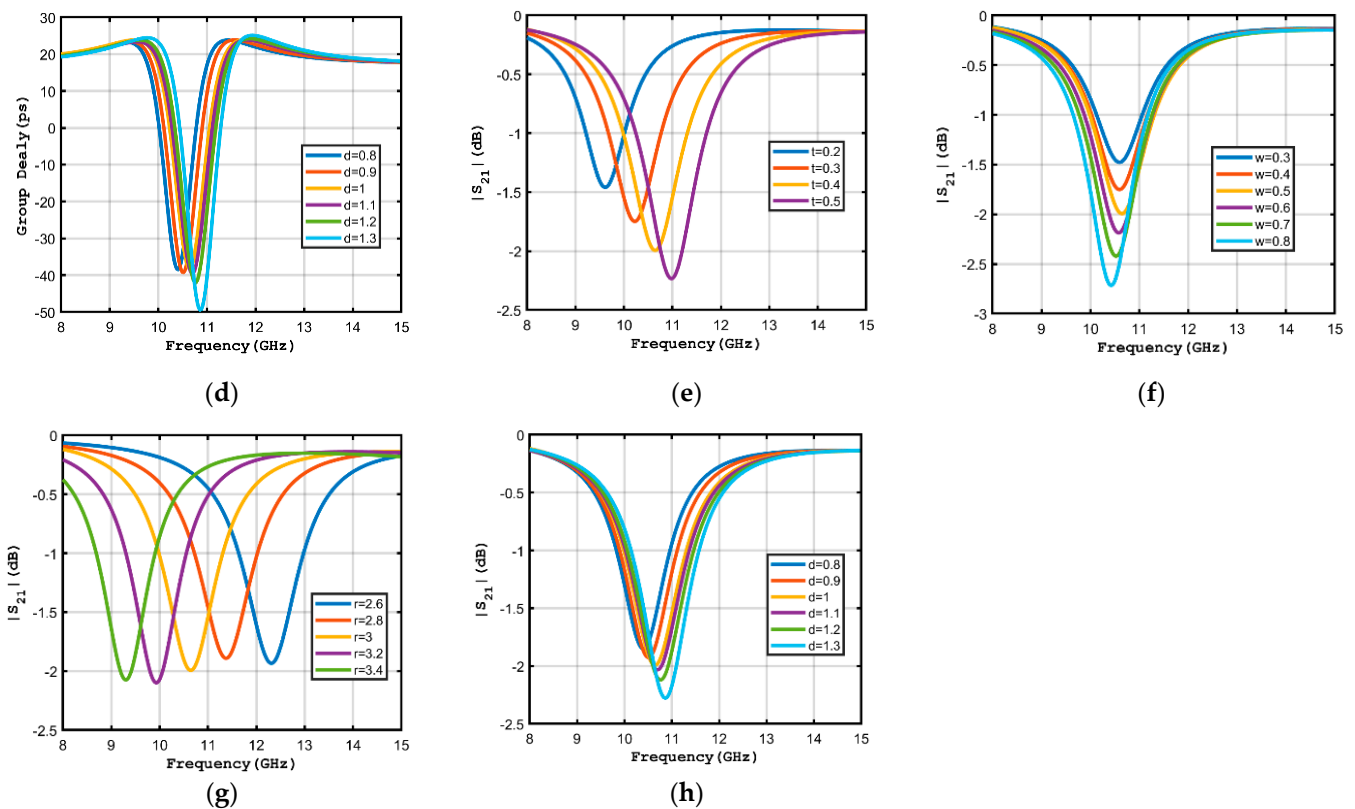 30
20
10
0
-10
-20
-30
-40
-50
Group Dealy(ps)
d=0.8
d=0.9
d=1
d=1.1
d=1.2
d=1.3
8 9 10 11 12 13 14 15
Frequency(GHz)
(d)
0
-0.5
-1
-1.5
-2
-2.5
|S21|(dB)
t=0.2
t=0.3
t=0.4
t=0.5
8 9 10 11 12 13 14 15
Frequency(GHz)
(e)
0
-0.5
-1
-1.5
-2
-2.5
-3
|S21|(dB)
w=0.3
w=0.4
w=0.5
w=0.6
w=0.7
w=0.8
8 9 10 11 12 13 14 15
Frequency(GHz)
(f)
0
-0.5
-1
-1.5
-2
-2.5
|S21|(dB)
r=2.6
r=2.8
r=3
r=3.2
r=3.4
8 9 10 11 12 13 14 15
Frequency(GHz)
(g)
0
-0.5
-1
-1.5
-2
-2.5
|S21|(dB)
d=0.8
d=0.9
d=1
d=1.1
d=1.2
d=1.3
8 9 10 11 12 13 14 15
Frequency(GHz)
(h)